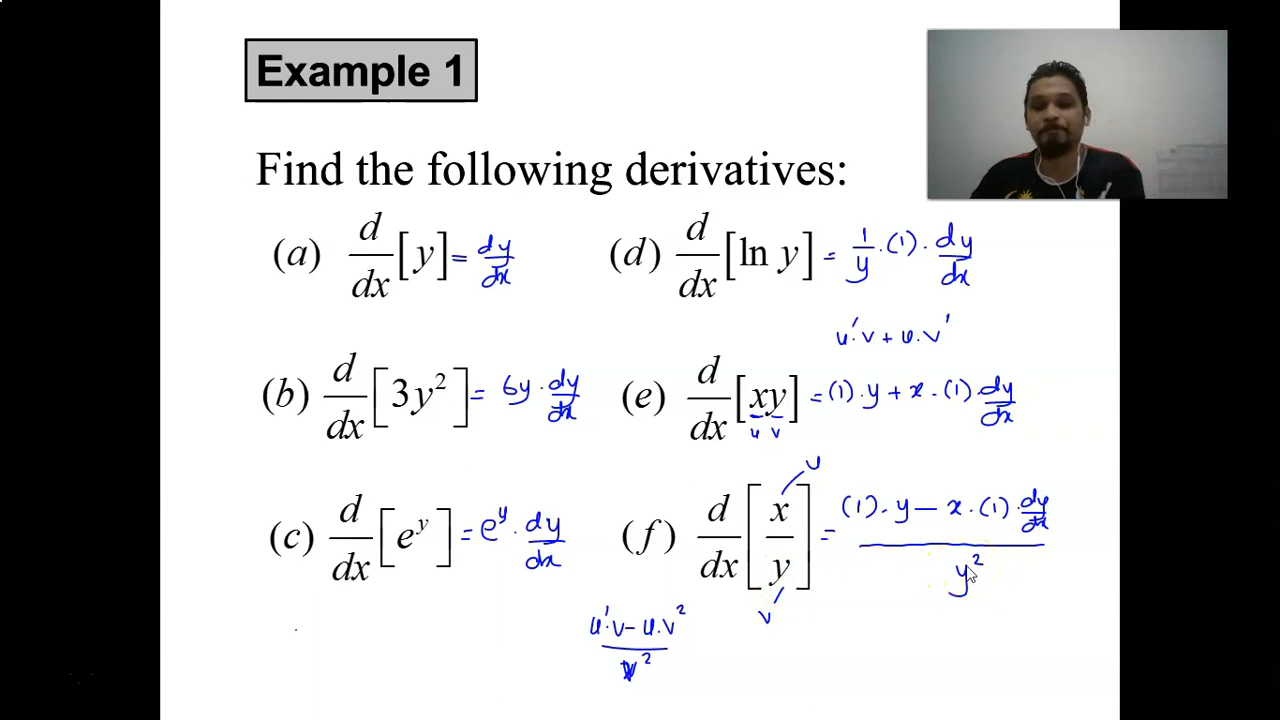 Example 1
Find the following derivatives:
(a) d/dx [y] = dy/dx
(d) d/dx [ln y] = 1/y · (1) · dy/dx
(b) d/dx [3y²] = 6y · dy/dx
u'·v + u·v'
(e) d/dx [xy] = (1)·y + x·(1) dy/dx
u v
(c) d/dx [e^y] = e^y · dy/dx
u
(f) d/dx [x/y] = ((1)·y − x·(1)·dy/dx)/y²
v
(u'·v − u·v²)/v²